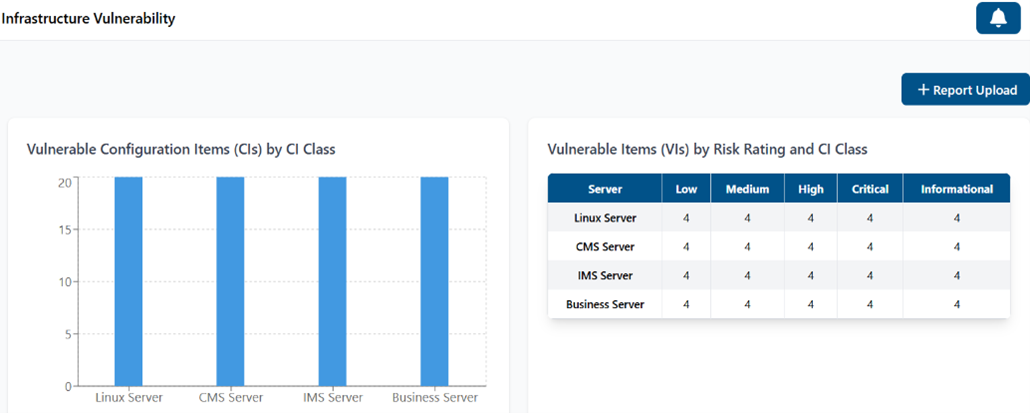 Infrastructure Vulnerability
+ Report Upload
Vulnerable Configuration Items (CIs) by CI Class
20
15
10
5
0
Linux Server CMS Server IMS Server Business Server
Vulnerable Items (VIs) by Risk Rating and CI Class
Server Low Medium High Critical Informational
Linux Server 4 4 4 4 4
CMS Server 4 4 4 4 4
IMS Server 4 4 4 4 4
Business Server 4 4 4 4 4